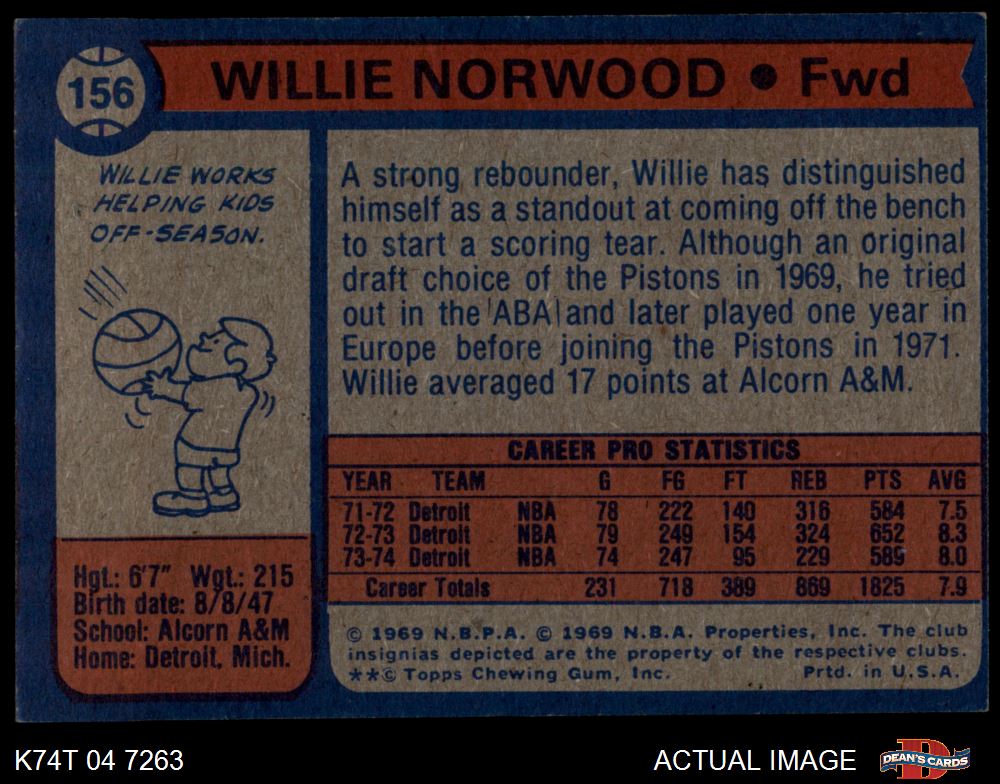 156
WILLIE NORWOOD • Fwd
WILLIE WORKS
HELPING KIDS
OFF-SEASON.
A strong rebounder, Willie has distinguished
himself as a standout at coming off the bench
to start a scoring tear. Although an original
draft choice of the Pistons in 1969, he tried
out in the ABA and later played one year in
Europe before joining the Pistons in 1971.
Willie averaged 17 points at Alcorn A&M.
CAREER PRO STATISTICS
YEAR TEAM G FG FT REB PTS AVG
71-72 Detroit NBA 78 222 140 316 584 7.5
72-73 Detroit NBA 79 249 154 324 652 8.3
73-74 Detroit NBA 74 247 95 229 589 8.0
Career Totals 231 718 389 869 1825 7.9
Hgt.: 6'7" Wgt.: 215
Birth date: 8/8/47
School: Alcorn A&M
Home: Detroit, Mich.
© 1969 N.B.P.A. © 1969 N.B.A. Properties, Inc. The club
insignias depicted are the property of the respective clubs.
**© Topps Chewing Gum, Inc. Prtd. in U.S.A.
K74T 04 7263
ACTUAL IMAGE
DEAN'S CARDS